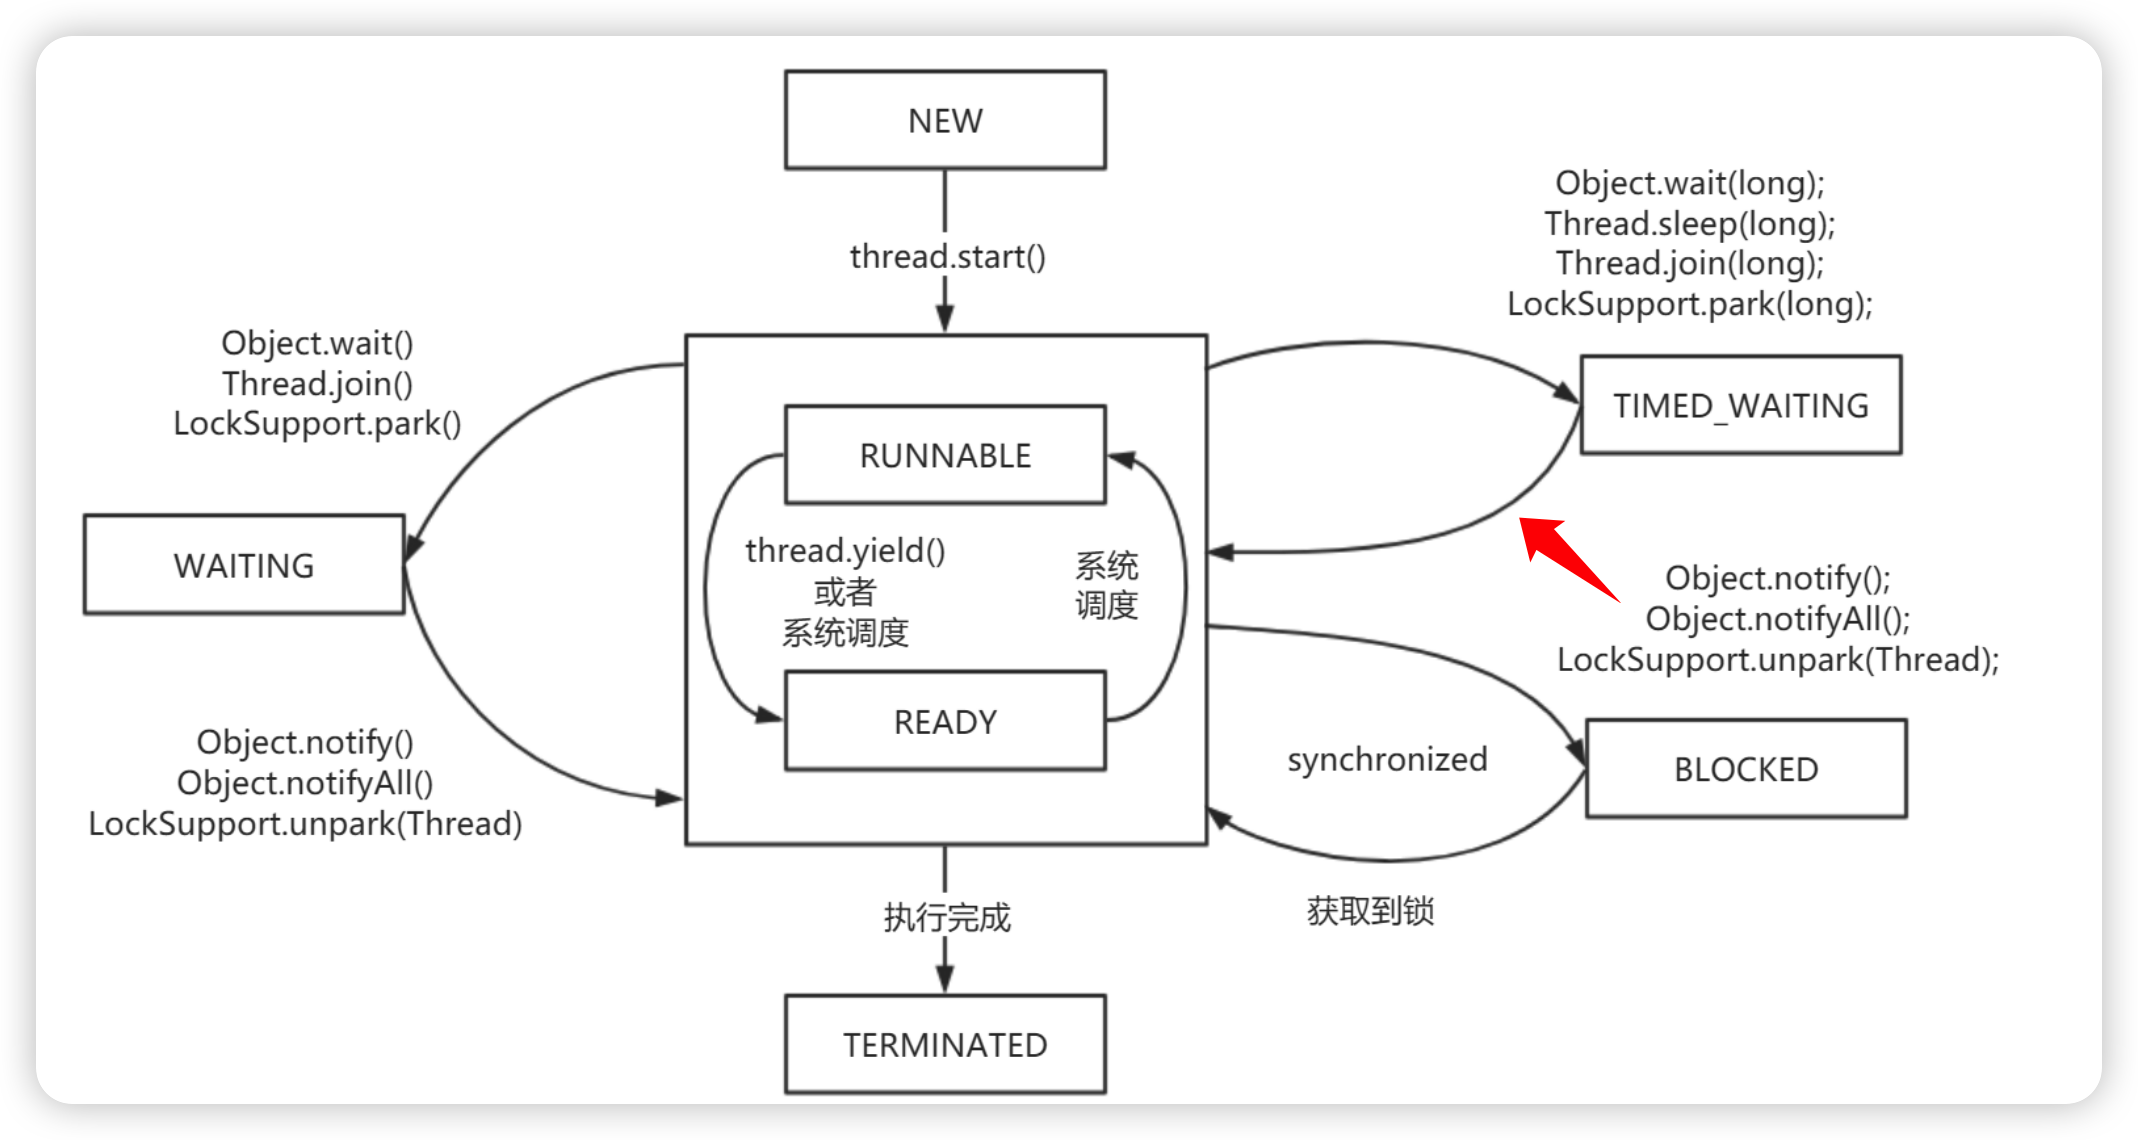 NEW
thread.start()
Object.wait(long);
Thread.sleep(long);
Thread.join(long);
LockSupport.park(long);
Object.wait()
Thread.join()
LockSupport.park()
TIMED_WAITING
RUNNABLE
WAITING
thread.yield()
或者
系统调度
系统
调度
Object.notify();
Object.notifyAll();
LockSupport.unpark(Thread);
READY
Object.notify()
Object.notifyAll()
LockSupport.unpark(Thread)
synchronized
BLOCKED
获取到锁
执行完成
TERMINATED